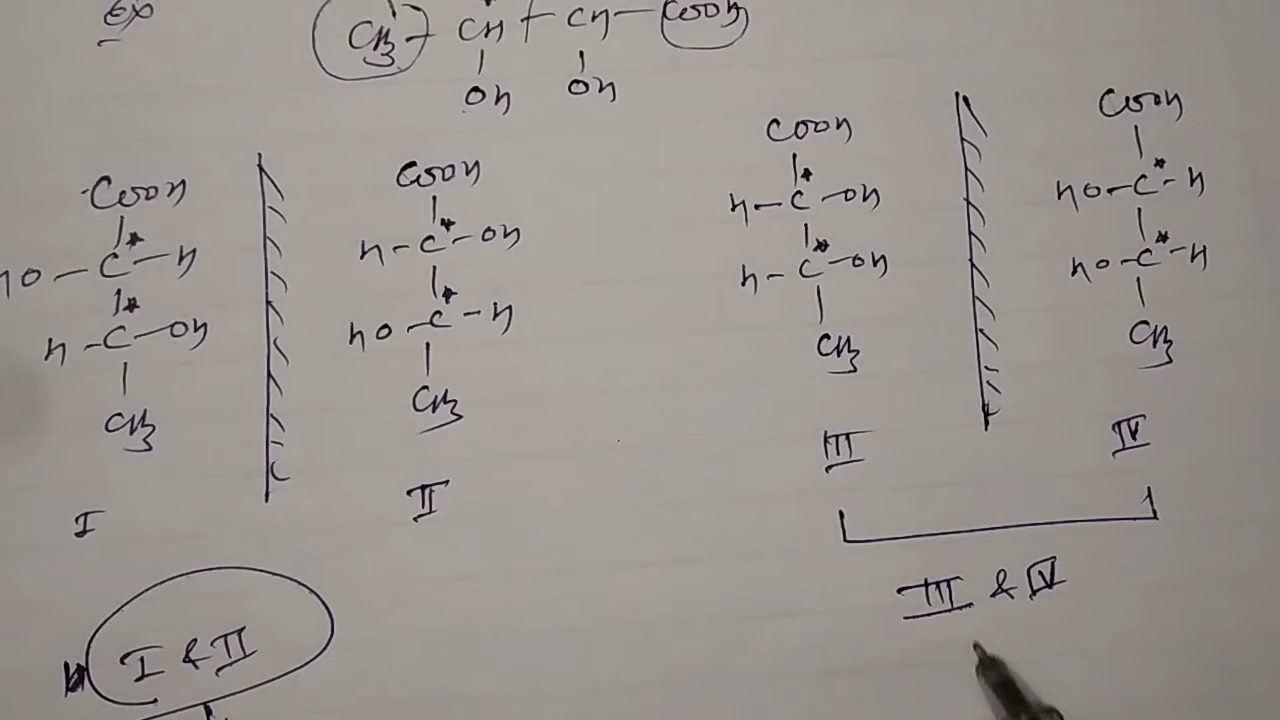 Ex
CH3 - CH - CH - COOH
OH OH
COOH
HO - C* - H
H - C* - OH
CH3
I
COOH
H - C* - OH
HO - C* - H
CH3
II
COOH
H - C* - OH
H - C* - OH
CH3
III
COOH
HO - C* - H
HO - C* - H
CH3
IV
I & II
III & IV